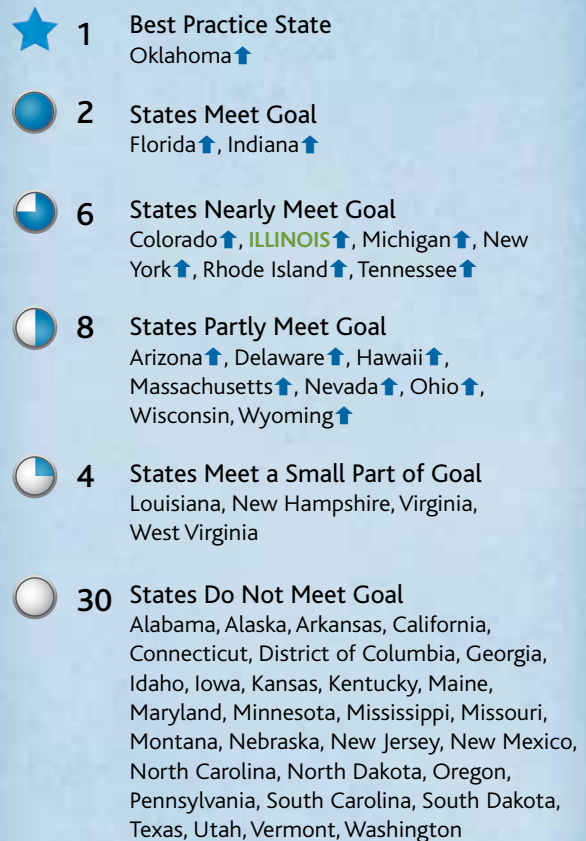 1 Best Practice State
Oklahoma⬆
2 States Meet Goal
Florida⬆, Indiana⬆
6 States Nearly Meet Goal
Colorado⬆, ILLINOIS⬆, Michigan⬆, New
York⬆, Rhode Island⬆, Tennessee⬆
8 States Partly Meet Goal
Arizona⬆, Delaware⬆, Hawaii⬆,
Massachusetts⬆, Nevada⬆, Ohio⬆,
Wisconsin, Wyoming⬆
4 States Meet a Small Part of Goal
Louisiana, New Hampshire, Virginia,
West Virginia
30 States Do Not Meet Goal
Alabama, Alaska, Arkansas, California,
Connecticut, District of Columbia, Georgia,
Idaho, Iowa, Kansas, Kentucky, Maine,
Maryland, Minnesota, Mississippi, Missouri,
Montana, Nebraska, New Jersey, New Mexico,
North Carolina, North Dakota, Oregon,
Pennsylvania, South Carolina, South Dakota,
Texas, Utah, Vermont, Washington